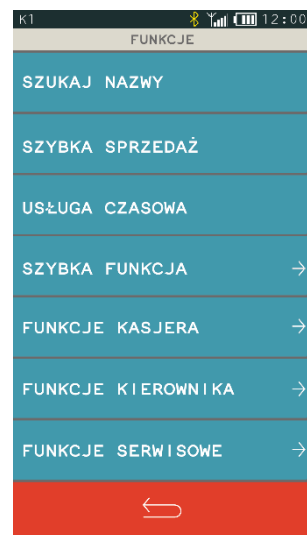 K1 12:00
FUNKCJE
SZUKAJ NAZWY
SZYBKA SPRZEDAŻ
USŁUGA CZASOWA
SZYBKA FUNKCJA
FUNKCJE KASJERA
FUNKCJE KIEROWNIKA
FUNKCJE SERWISOWE